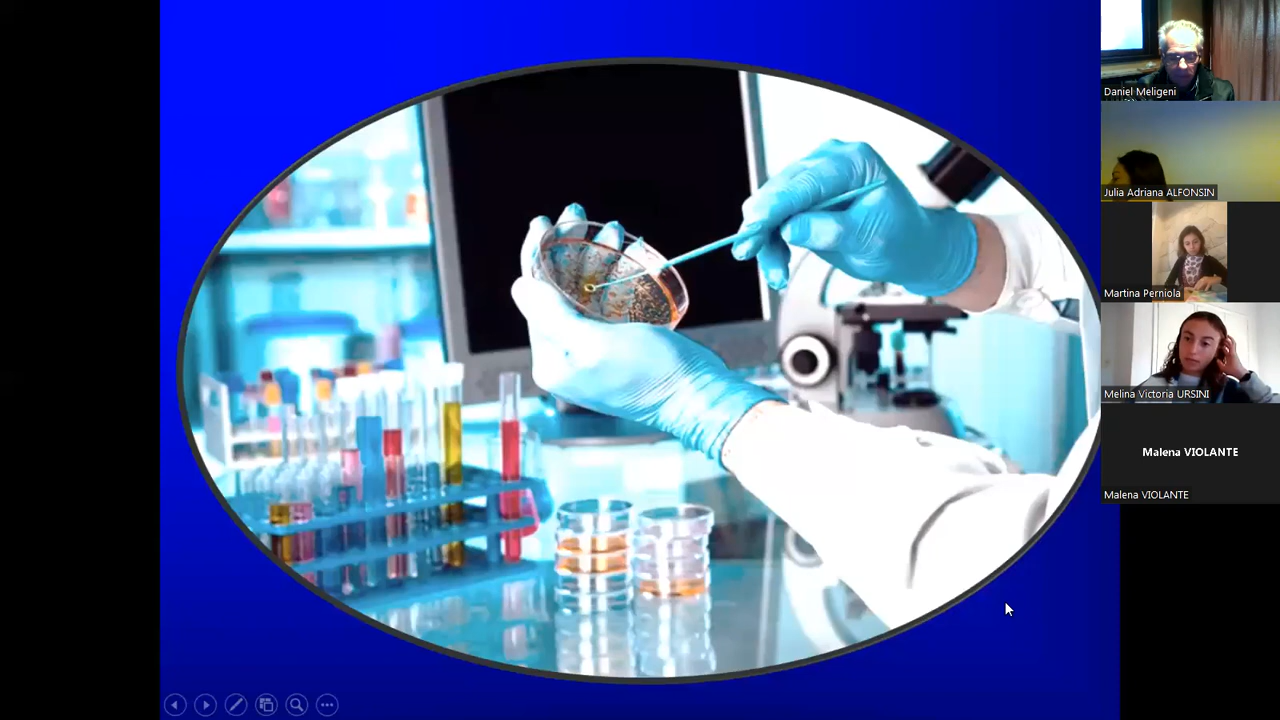 Daniel Meligeni
Julia Adriana ALFONSIN
Martina Perniola
Melina Victoria URSINI
Malena VIOLANTE
Malena VIOLANTE